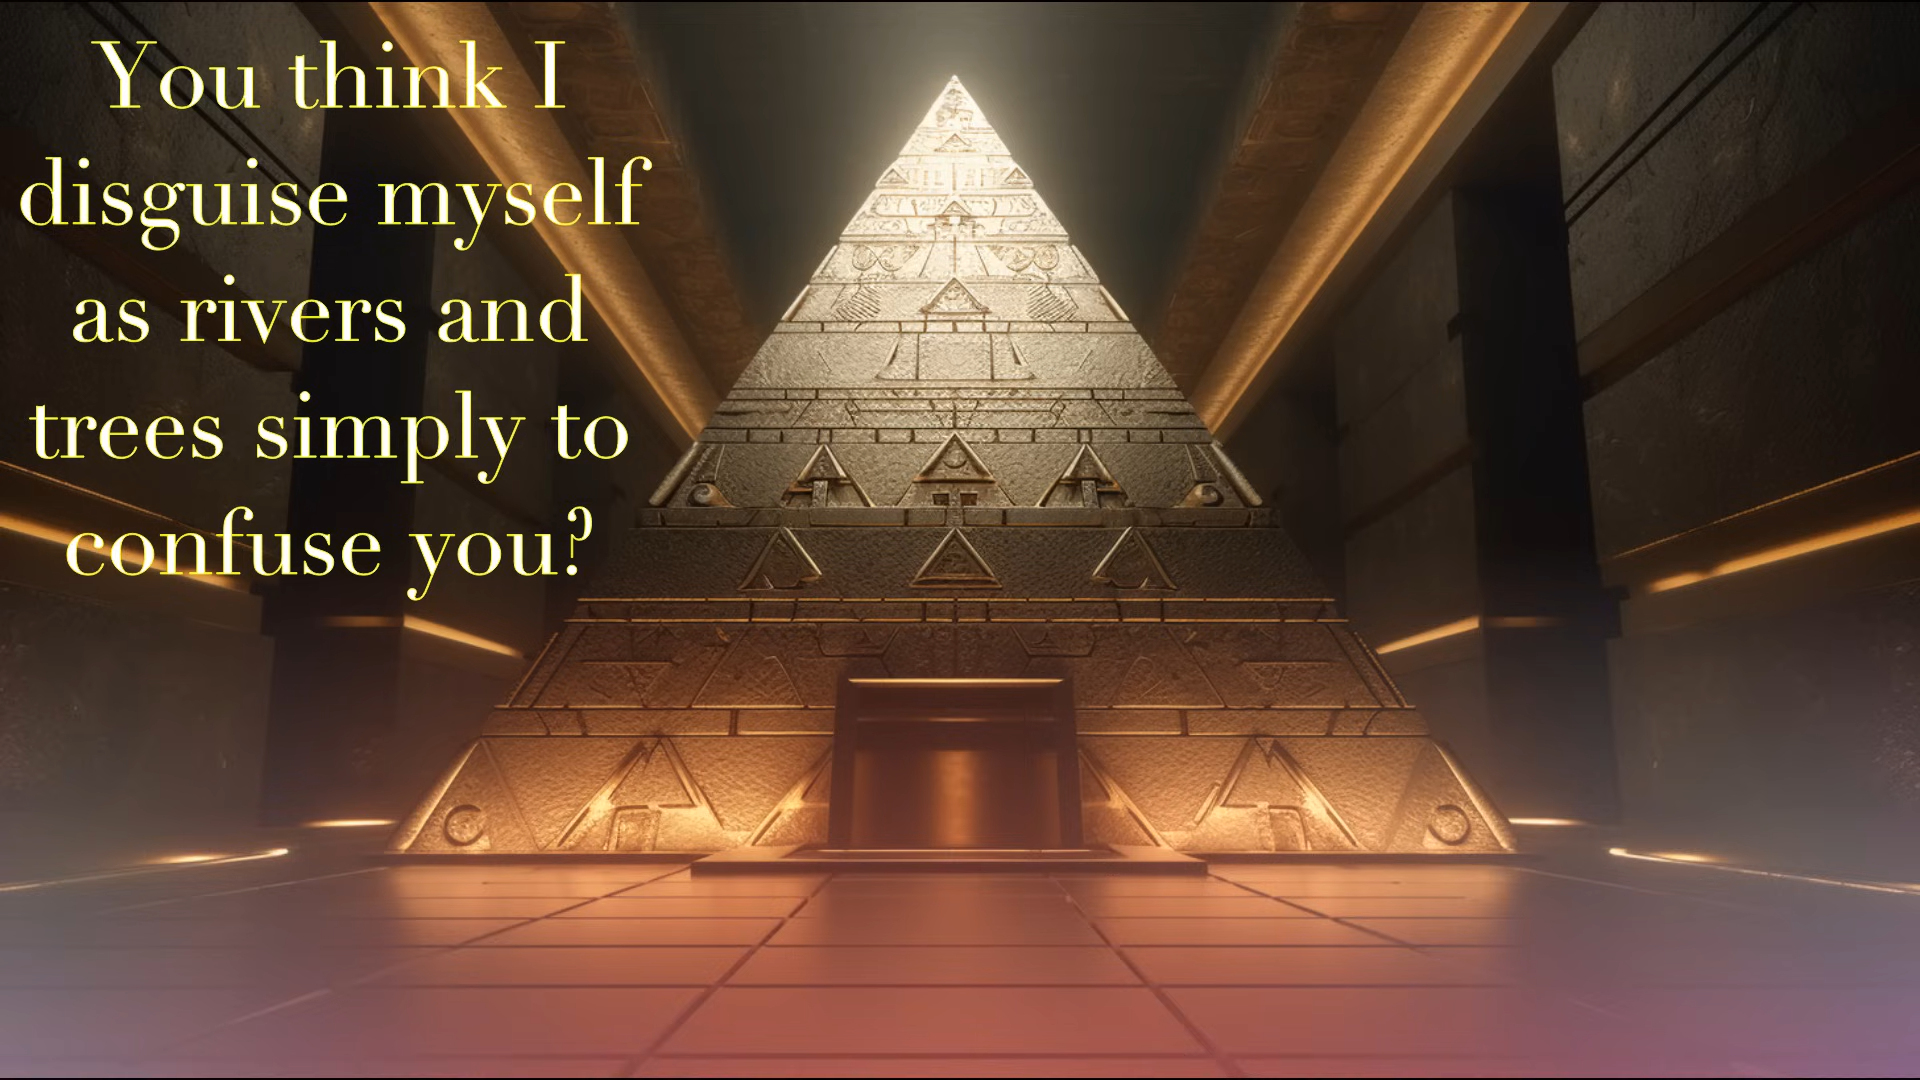 You think I
disguise myself
as rivers and
trees simply to
confuse you?